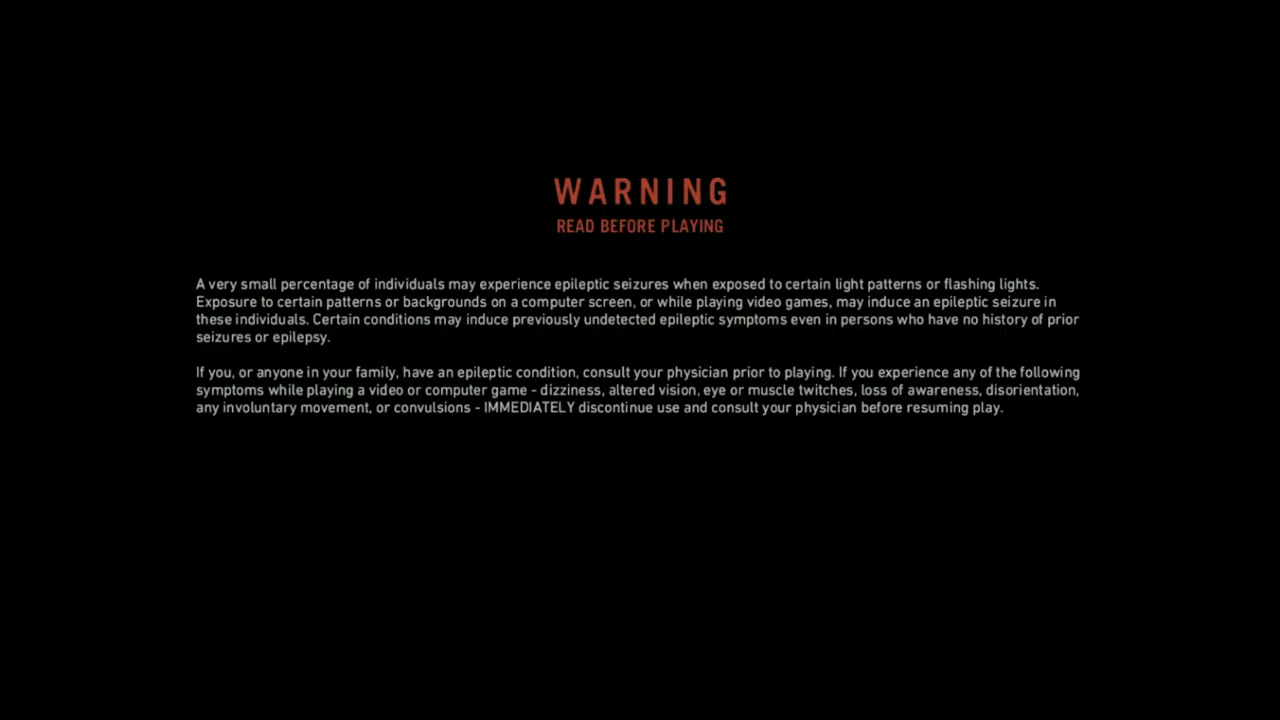 WARNING
READ BEFORE PLAYING
A very small percentage of individuals may experience epileptic seizures when exposed to certain light patterns or flashing lights.
Exposure to certain patterns or backgrounds on a computer screen, or while playing video games, may induce an epileptic seizure in
these individuals. Certain conditions may induce previously undetected epileptic symptoms even in persons who have no history of prior
seizures or epilepsy.
If you, or anyone in your family, have an epileptic condition, consult your physician prior to playing. If you experience any of the following
symptoms while playing a video or computer game - dizziness, altered vision, eye or muscle twitches, loss of awareness, disorientation,
any involuntary movement, or convulsions - IMMEDIATELY discontinue use and consult your physician before resuming play.